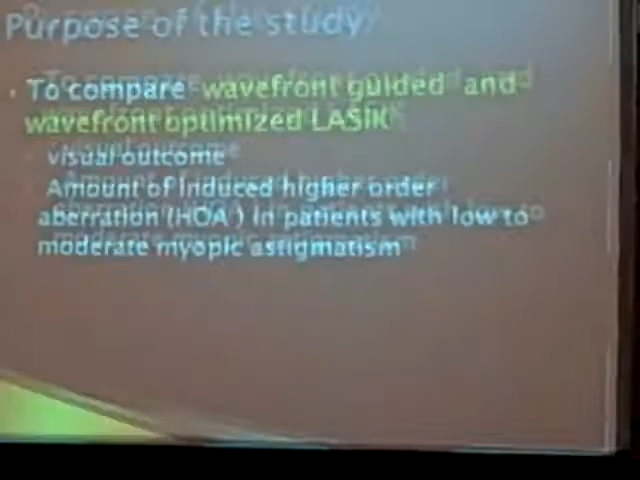 Purpose of the study
To compare wavefront guided and
wavefront optimized LASIK
visual outcome
Amount of induced higher order
aberration (HOA ) in patients with low to
moderate myopic astigmatism